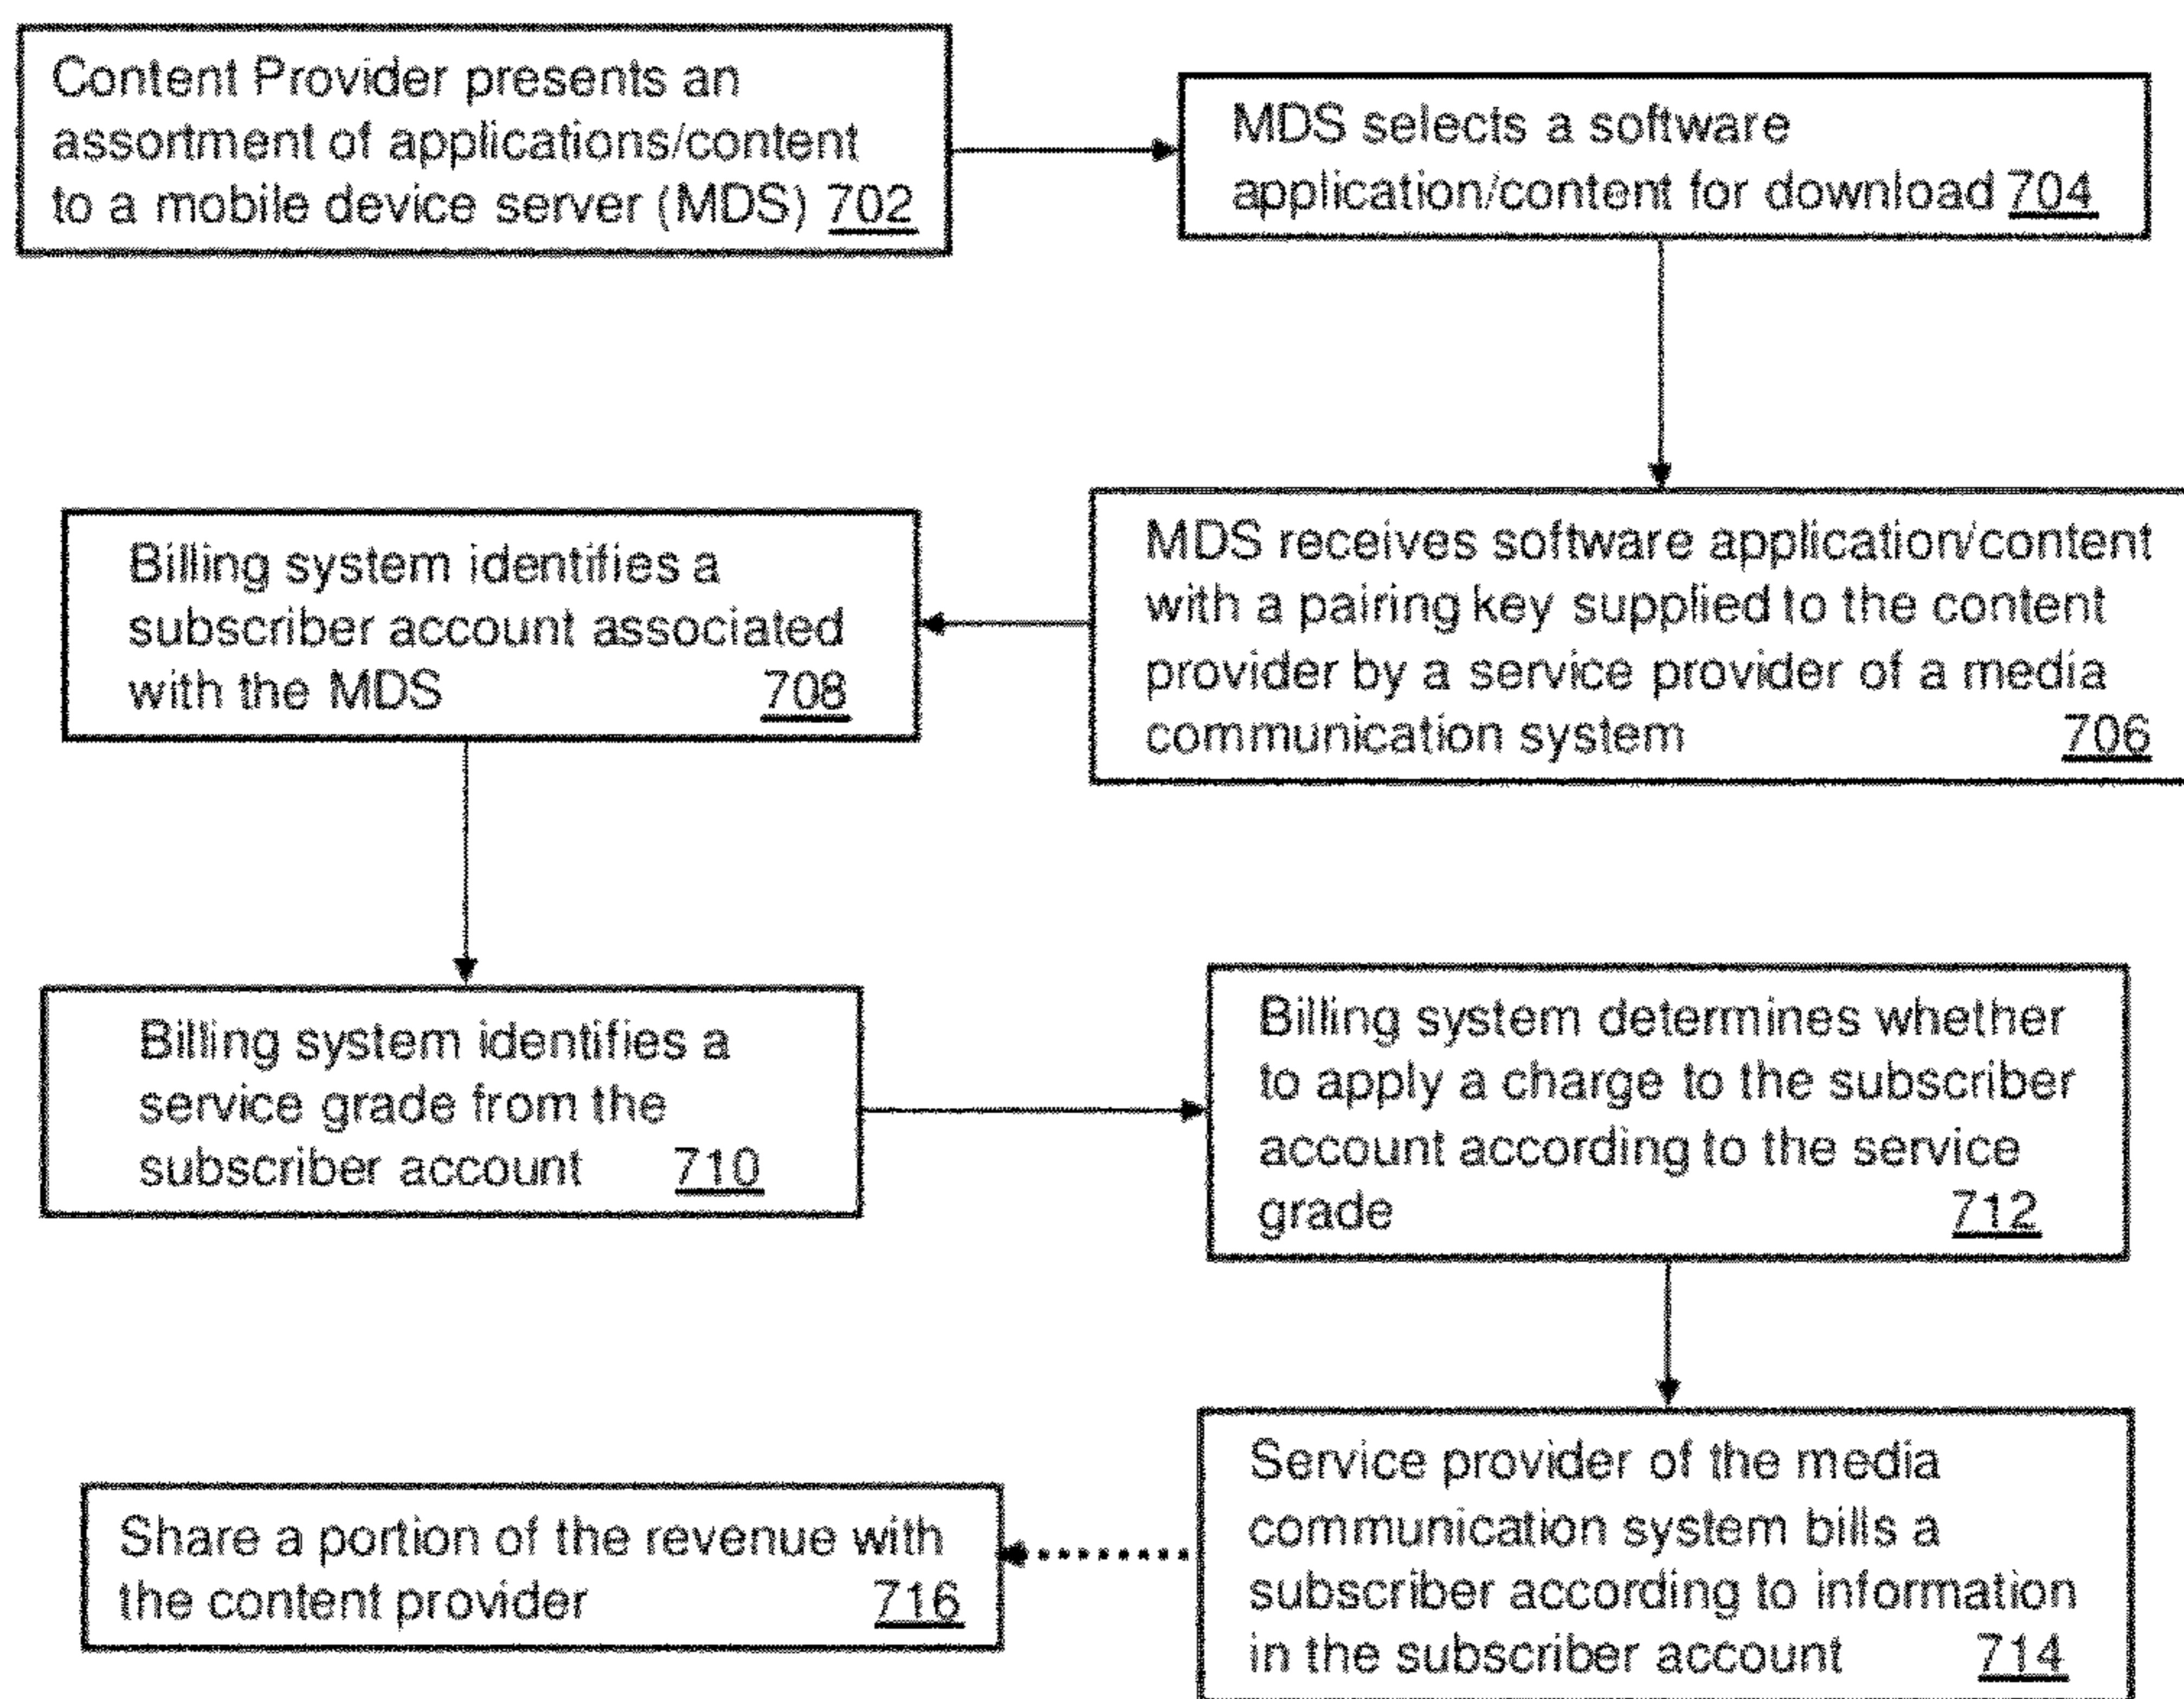 Content Provider presents an
assortment of applications/content
to a mobile device server (MDS) 702
MDS selects a software
application/content for download 704
MDS receives software application/content
with a pairing key supplied to the content
provider by a service provider of a media
communication system 706
Billing system identifies a
subscriber account associated
with the MDS 708
Billing system identifies a
service grade from the
subscriber account 710
Billing system determines whether
to apply a charge to the subscriber
account according to the service
grade 712
Service provider of the media
communication system bills a
subscriber according to information
in the subscriber account 714
Share a portion of the revenue with
the content provider 716